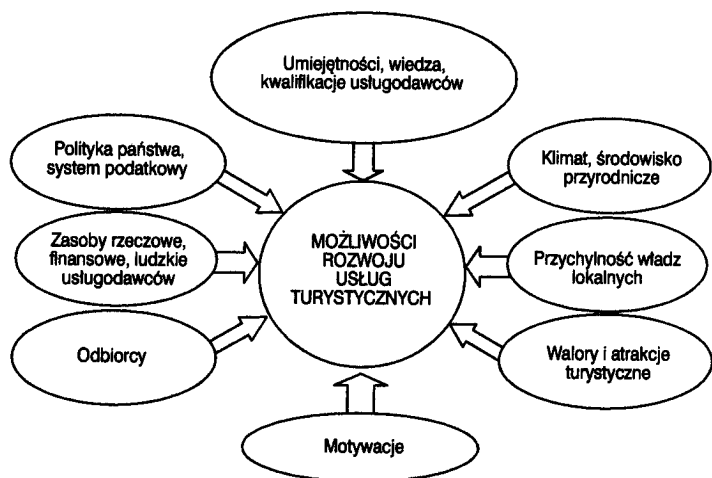 Umiejętności, wiedza,
kwalifikacje usługodawców
Polityka państwa,
system podatkowy
Klimat, środowisko
przyrodnicze
Zasoby rzeczowe,
finansowe, ludzkie
usługodawców
MOŻLIWOŚCI
ROZWOJU
USŁUG
TURYSTYCZNYCH
Przychylność władz
lokalnych
Odbiorcy
Walory i atrakcje
turystyczne
Motywacje